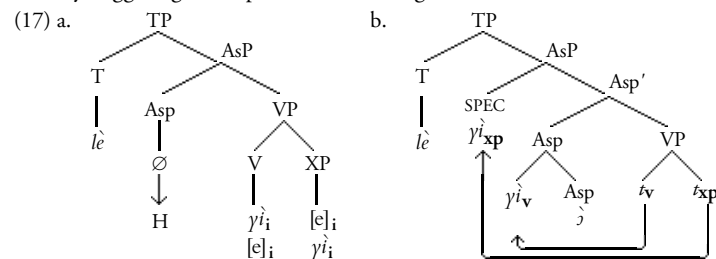 (17) a. TP b. TP
AsP AsP
T T Asp′
Asp VP SPEC
lè lè γìxp Asp VP
∅ V XP
γìi [e]i γìv Asp tv txp
H [e]i γìi ɔ̀